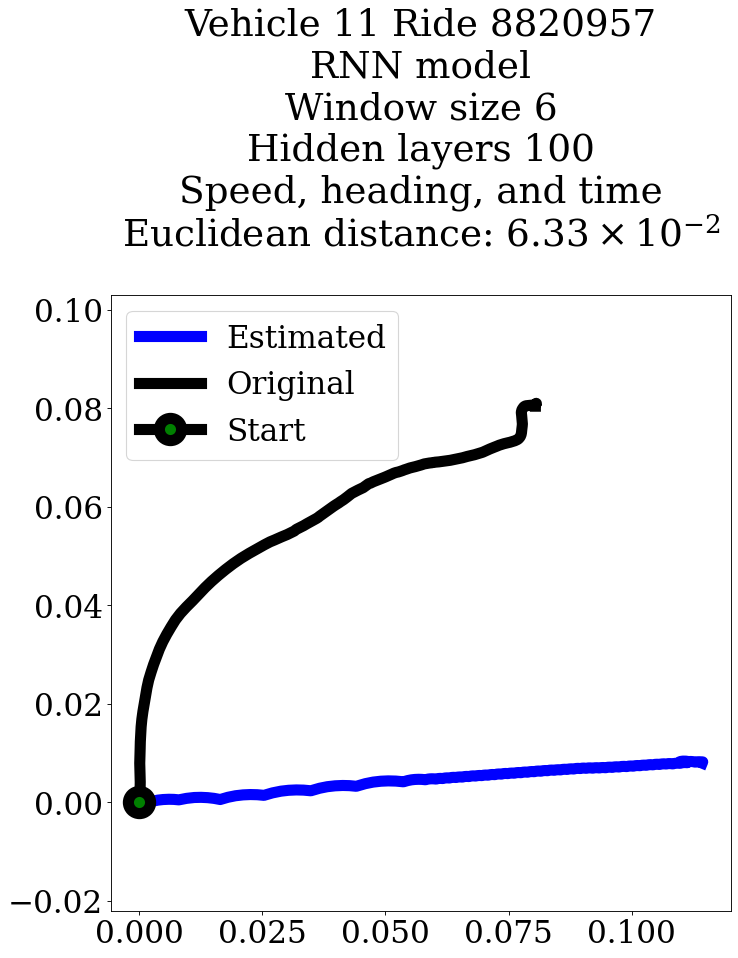 Vehicle 11 Ride 8820957
RNN model
Window size 6
Hidden layers 100
Speed, heading, and time
Euclidean distance: 6.33 × 10⁻²
0.10
0.08
0.06
0.04
0.02
0.00
−0.02
Estimated
Original
Start
0.000 0.025 0.050 0.075 0.100